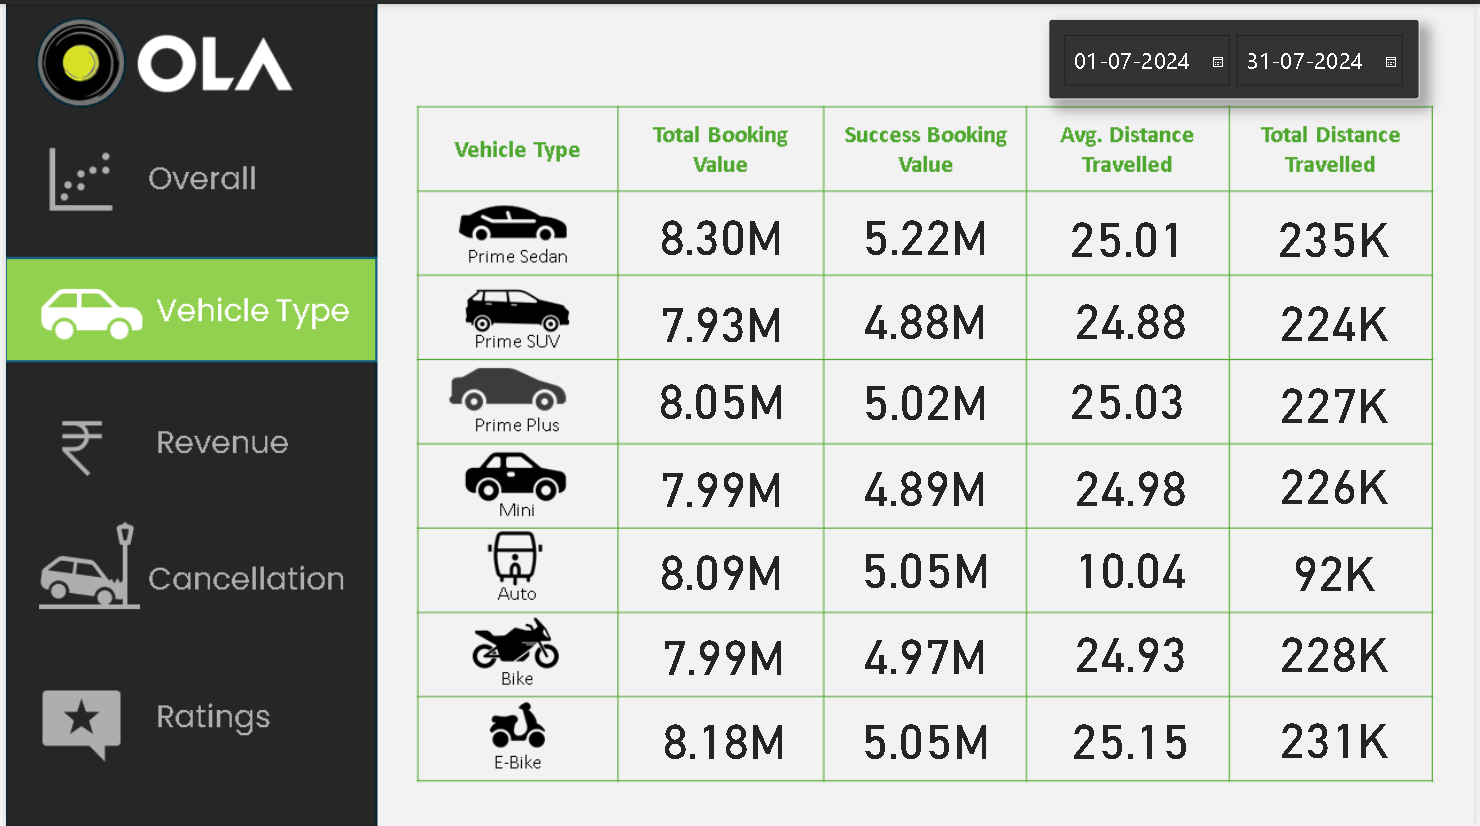 OLA
01-07-2024 31-07-2024
Overall
Vehicle Type
Revenue
Cancellation
Ratings
Vehicle Type
Total Booking
Value
Success Booking
Value
Avg. Distance
Travelled
Total Distance
Travelled
Prime Sedan
8.30M 5.22M 25.01 235K
Prime SUV
7.93M 4.88M 24.88 224K
Prime Plus
8.05M 5.02M 25.03 227K
Mini
7.99M 4.89M 24.98 226K
Auto
8.09M 5.05M 10.04 92K
Bike
7.99M 4.97M 24.93 228K
E-Bike
8.18M 5.05M 25.15 231K